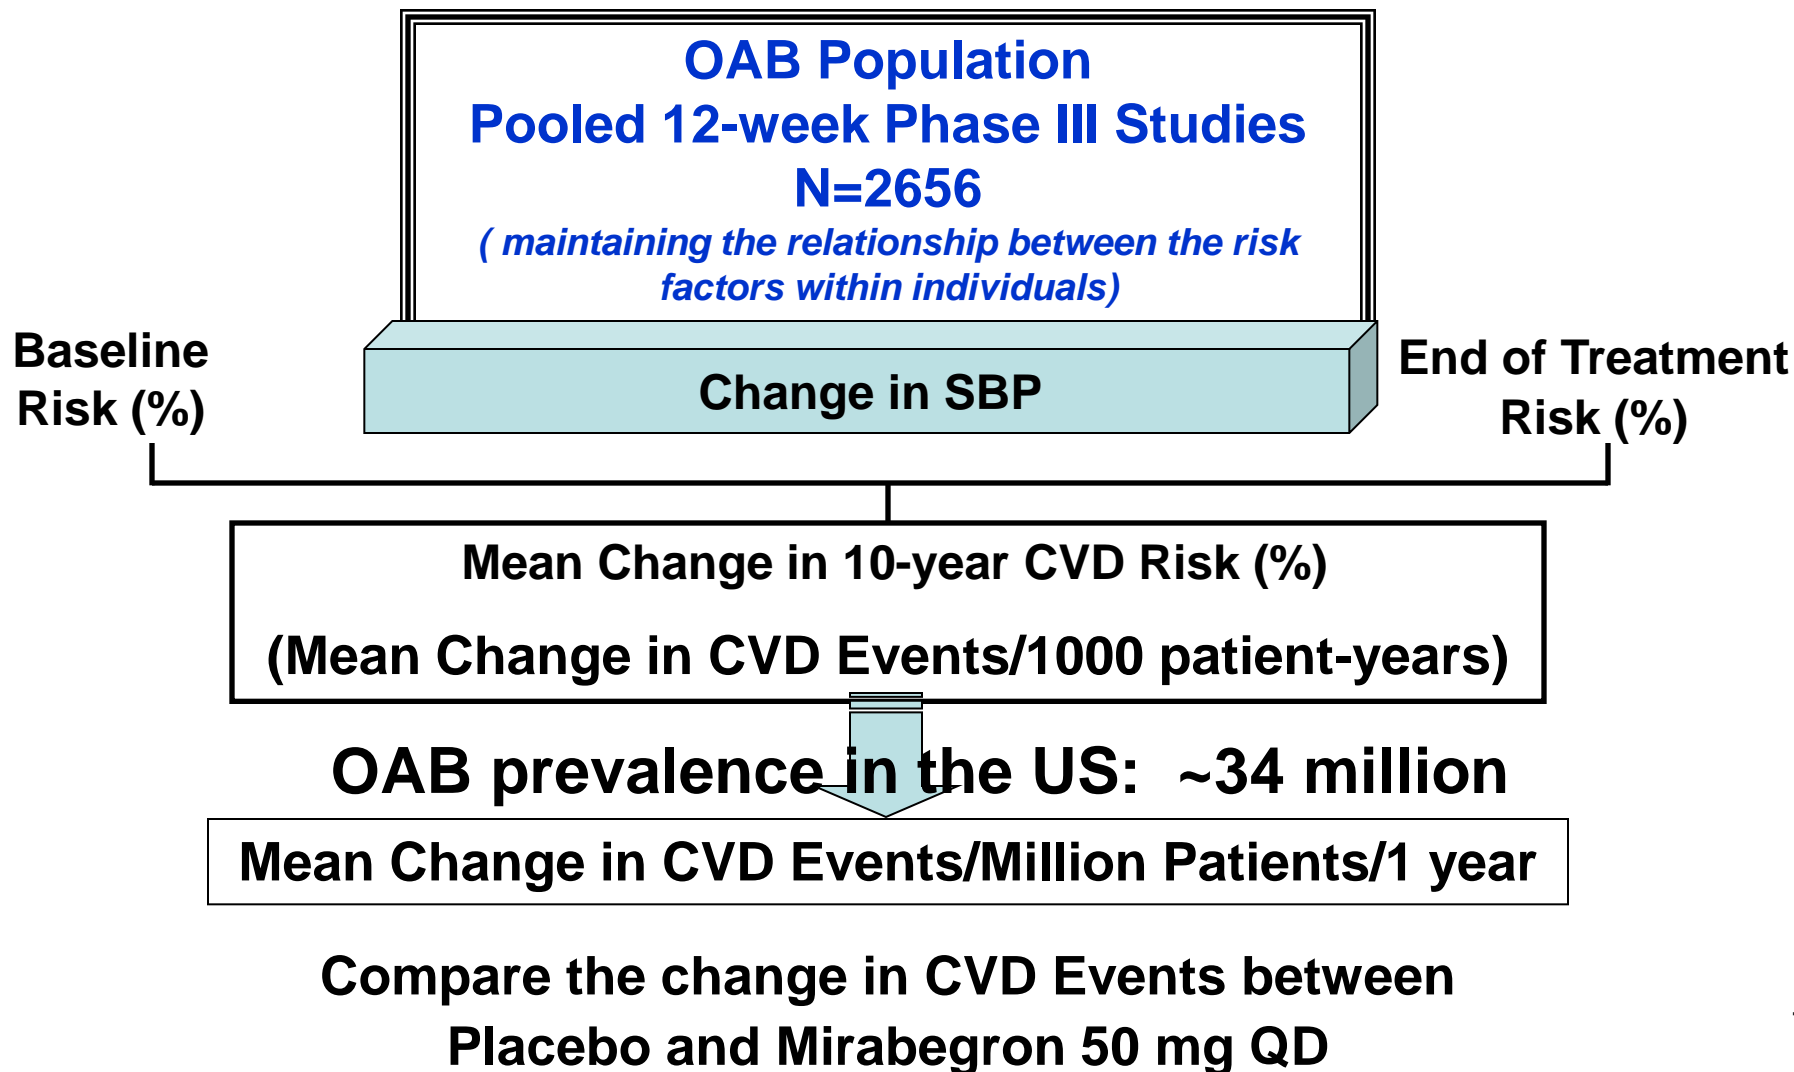 OAB Population
Pooled 12-week Phase III Studies
N=2656
( maintaining the relationship between the risk
factors within individuals)
Baseline
Risk (%)
Change in SBP
End of Treatment
Risk (%)
Mean Change in 10-year CVD Risk (%)
(Mean Change in CVD Events/1000 patient-years)
OAB prevalence in the US:  ~34 million
Mean Change in CVD Events/Million Patients/1 year
Compare the change in CVD Events between
Placebo and Mirabegron 50 mg QD